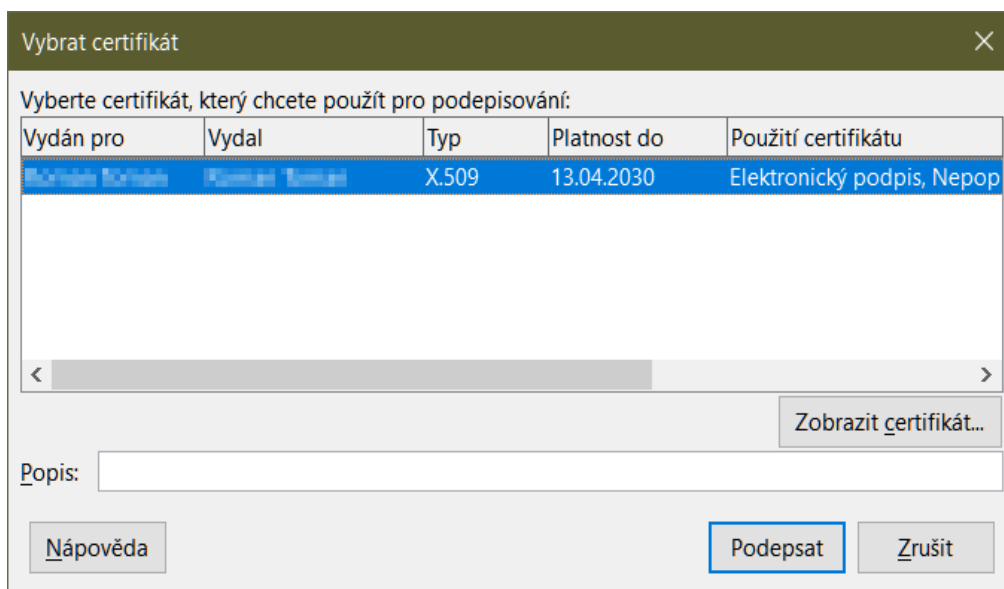 Vybrat certifikát
Vyberte certifikát, který chcete použít pro podepisování:
Vydán pro Vydal Typ Platnost do Použití certifikátu
X.509 13.04.2030 Elektronický podpis, Nepop
Zobrazit certifikát...
Popis:
Nápověda Podepsat Zrušit